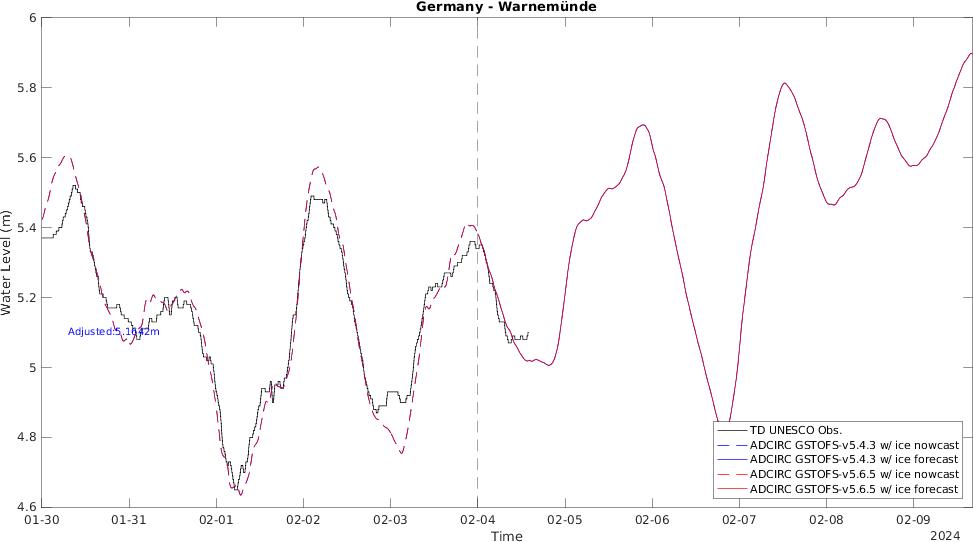 Germany - Warnemünde
Water Level (m)
6
5.8
5.6
5.4
5.2
5
4.8
4.6
Adjusted:5.1642m
TD UNESCO Obs.
ADCIRC GSTOFS-v5.4.3 w/ ice nowcast
ADCIRC GSTOFS-v5.4.3 w/ ice forecast
ADCIRC GSTOFS-v5.6.5 w/ ice nowcast
ADCIRC GSTOFS-v5.6.5 w/ ice forecast
01-30 01-31 02-01 02-02 02-03 02-04 02-05 02-06 02-07 02-08 02-09
Time
2024